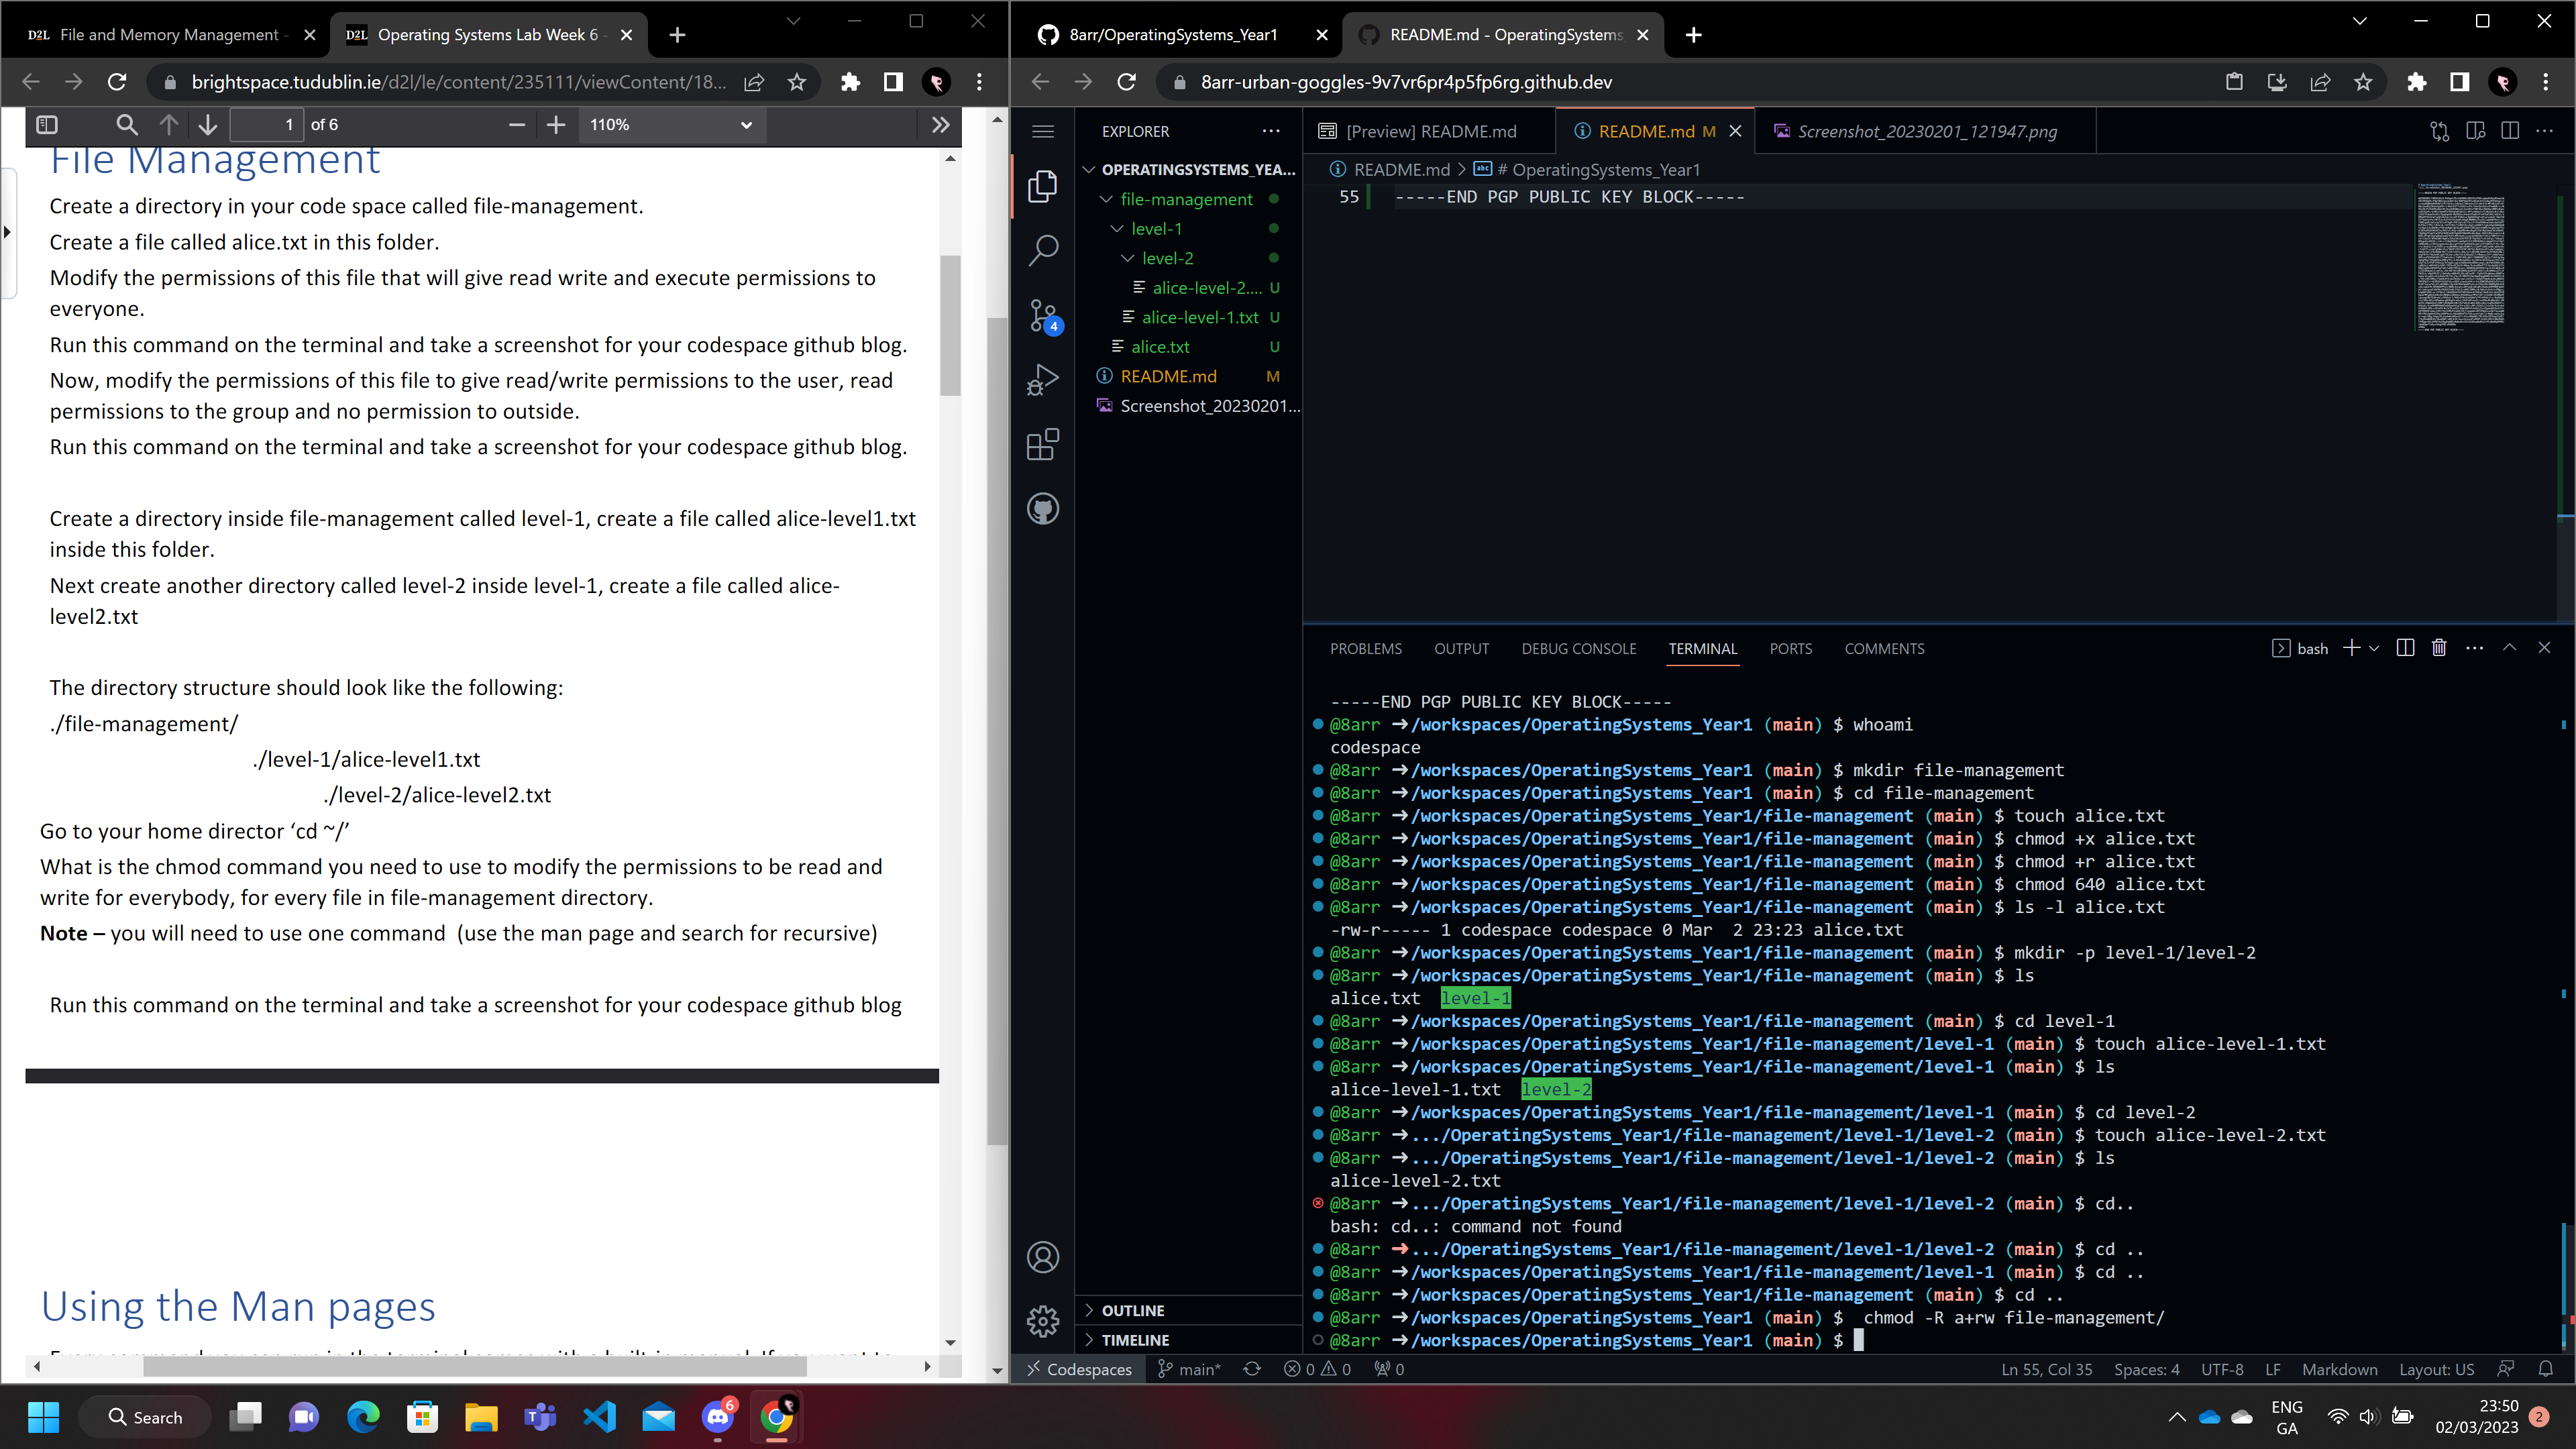 File and Memory Management -
Operating Systems Lab Week 6 -
brightspace.tudublin.ie/d2l/le/content/235111/viewContent/18...
1 of 6
110%
File Management
Create a directory in your code space called file-management.
Create a file called alice.txt in this folder.
Modify the permissions of this file that will give read write and execute permissions to
everyone.
Run this command on the terminal and take a screenshot for your codespace github blog.
Now, modify the permissions of this file to give read/write permissions to the user, read
permissions to the group and no permission to outside.
Run this command on the terminal and take a screenshot for your codespace github blog.
Create a directory inside file-management called level-1, create a file called alice-level1.txt
inside this folder.
Next create another directory called level-2 inside level-1, create a file called alice-
level2.txt
The directory structure should look like the following:
./file-management/
./level-1/alice-level1.txt
./level-2/alice-level2.txt
Go to your home director ‘cd ~/’
What is the chmod command you need to use to modify the permissions to be read and
write for everybody, for every file in file-management directory.
Note – you will need to use one command (use the man page and search for recursive)
Run this command on the terminal and take a screenshot for your codespace github blog
Using the Man pages
8arr/OperatingSystems_Year1
README.md - OperatingSystems
8arr-urban-goggles-9v7vr6pr4p5fp6rg.github.dev
EXPLORER
OPERATINGSYSTEMS_YEA...
file-management
level-1
level-2
alice-level-2.... U
alice-level-1.txt U
alice.txt U
README.md M
Screenshot_20230201...
4
OUTLINE
TIMELINE
[Preview] README.md
README.md M
Screenshot_20230201_121947.png
README.md > # OperatingSystems_Year1
55 -----END PGP PUBLIC KEY BLOCK-----
PROBLEMS OUTPUT DEBUG CONSOLE TERMINAL PORTS COMMENTS
bash
-----END PGP PUBLIC KEY BLOCK-----
@8arr ➜/workspaces/OperatingSystems_Year1 (main) $ whoami
codespace
@8arr ➜/workspaces/OperatingSystems_Year1 (main) $ mkdir file-management
@8arr ➜/workspaces/OperatingSystems_Year1 (main) $ cd file-management
@8arr ➜/workspaces/OperatingSystems_Year1/file-management (main) $ touch alice.txt
@8arr ➜/workspaces/OperatingSystems_Year1/file-management (main) $ chmod +x alice.txt
@8arr ➜/workspaces/OperatingSystems_Year1/file-management (main) $ chmod +r alice.txt
@8arr ➜/workspaces/OperatingSystems_Year1/file-management (main) $ chmod 640 alice.txt
@8arr ➜/workspaces/OperatingSystems_Year1/file-management (main) $ ls -l alice.txt
-rw-r----- 1 codespace codespace 0 Mar  2 23:23 alice.txt
@8arr ➜/workspaces/OperatingSystems_Year1/file-management (main) $ mkdir -p level-1/level-2
@8arr ➜/workspaces/OperatingSystems_Year1/file-management (main) $ ls
alice.txt  level-1
@8arr ➜/workspaces/OperatingSystems_Year1/file-management (main) $ cd level-1
@8arr ➜/workspaces/OperatingSystems_Year1/file-management/level-1 (main) $ touch alice-level-1.txt
@8arr ➜/workspaces/OperatingSystems_Year1/file-management/level-1 (main) $ ls
alice-level-1.txt  level-2
@8arr ➜/workspaces/OperatingSystems_Year1/file-management/level-1 (main) $ cd level-2
@8arr ➜.../OperatingSystems_Year1/file-management/level-1/level-2 (main) $ touch alice-level-2.txt
@8arr ➜.../OperatingSystems_Year1/file-management/level-1/level-2 (main) $ ls
alice-level-2.txt
@8arr ➜.../OperatingSystems_Year1/file-management/level-1/level-2 (main) $ cd..
bash: cd..: command not found
@8arr ➜.../OperatingSystems_Year1/file-management/level-1/level-2 (main) $ cd ..
@8arr ➜/workspaces/OperatingSystems_Year1/file-management/level-1 (main) $ cd ..
@8arr ➜/workspaces/OperatingSystems_Year1/file-management (main) $ cd ..
@8arr ➜/workspaces/OperatingSystems_Year1 (main) $  chmod -R a+rw file-management/
@8arr ➜/workspaces/OperatingSystems_Year1 (main) $
Codespaces main* 0 0 0 Ln 55, Col 35 Spaces: 4 UTF-8 LF Markdown Layout: US
Search
6
ENG
GA
23:50
02/03/2023
2